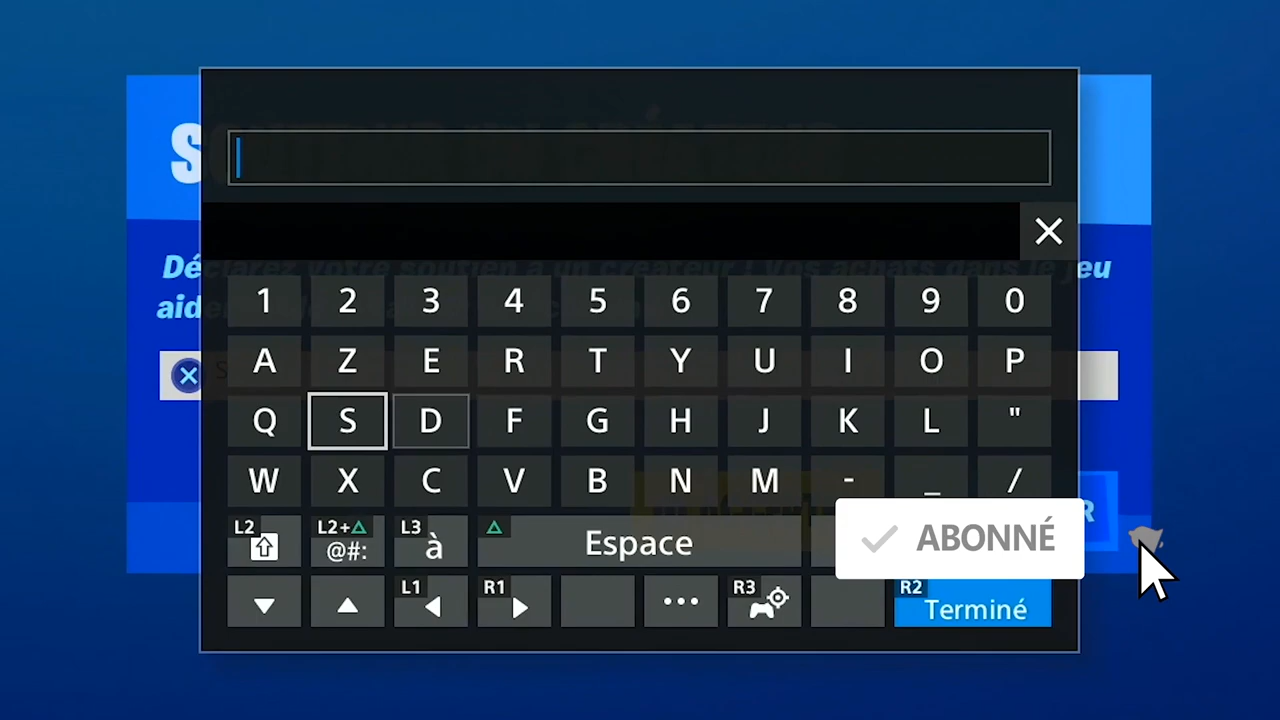 S
Déclarez votre soutien à un créateur ! Vos achats dans le jeu
aide
1 2 3 4 5 6 7 8 9 0
A Z E R T Y U I O P
S
Q S D F G H J K L "
W X C V B N M - _ /
R
L2 L2+△ @#: L3 à △ Espace
ABONNÉ
L1 R1 ... R3 R2 Terminé